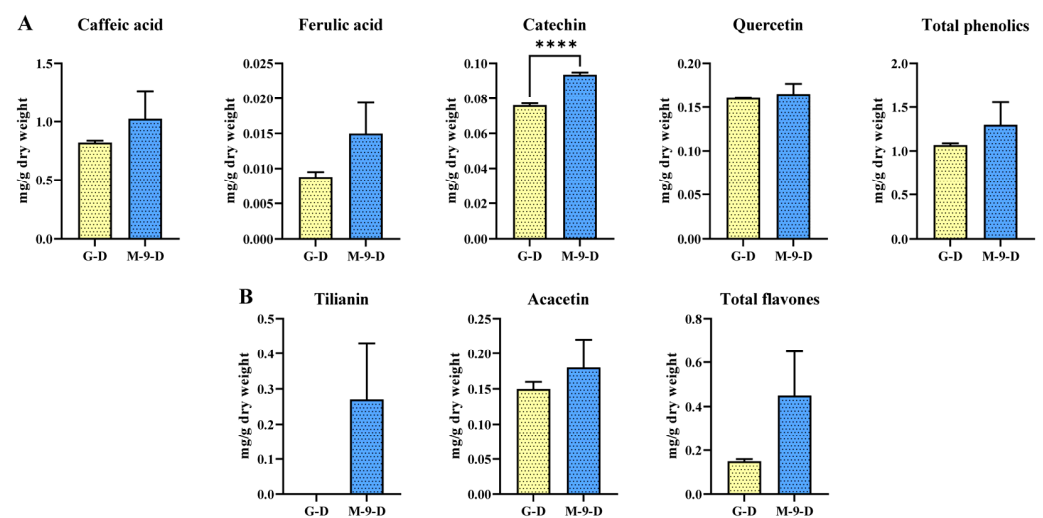 A
Caffeic acid
mg/g dry weight
1.5
1.0
0.5
0.0
G-D M-9-D
Ferulic acid
mg/g dry weight
0.025
0.020
0.015
0.010
0.005
0.000
G-D M-9-D
Catechin
****
mg/g dry weight
0.10
0.08
0.06
0.04
0.02
0.00
G-D M-9-D
Quercetin
mg/g dry weight
0.20
0.15
0.10
0.05
0.00
G-D M-9-D
Total phenolics
mg/g dry weight
2.0
1.5
1.0
0.5
0.0
G-D M-9-D
B
Tilianin
mg/g dry weight
0.5
0.4
0.3
0.2
0.1
0.0
G-D M-9-D
Acacetin
mg/g dry weight
0.25
0.20
0.15
0.10
0.05
0.00
G-D M-9-D
Total flavones
mg/g dry weight
0.8
0.6
0.4
0.2
0.0
G-D M-9-D